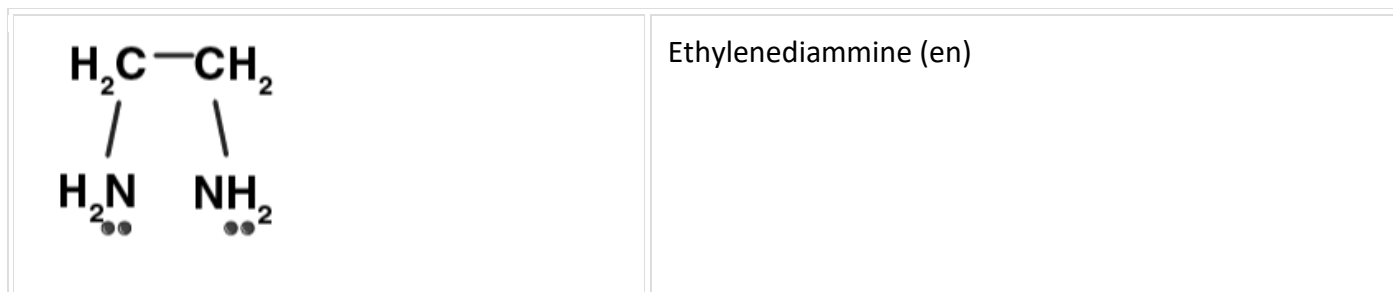 H₂C—CH₂
H₂N NH₂
Ethylenediammine (en)